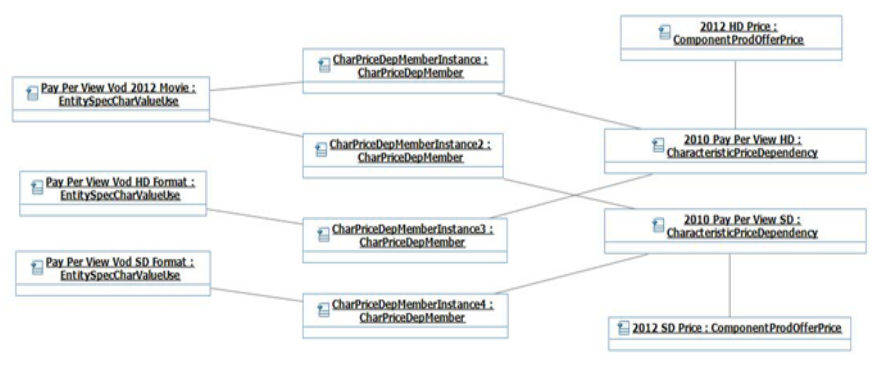 2012 HD Price :
ComponentProdOfferPrice
CharPriceDepMemberInstance :
CharPriceDepMember
Pay Per View Vod 2012 Movie :
EntitySpecCharValueUse
CharPriceDepMemberInstance2 :
CharPriceDepMember
2010 Pay Per View HD :
CharacteristicPriceDependency
Pay Per View Vod HD Format :
EntitySpecCharValueUse
CharPriceDepMemberInstance3 :
CharPriceDepMember
2010 Pay Per View SD :
CharacteristicPriceDependency
Pay Per View Vod SD Format :
EntitySpecCharValueUse
CharPriceDepMemberInstance4 :
CharPriceDepMember
2012 SD Price : ComponentProdOfferPrice